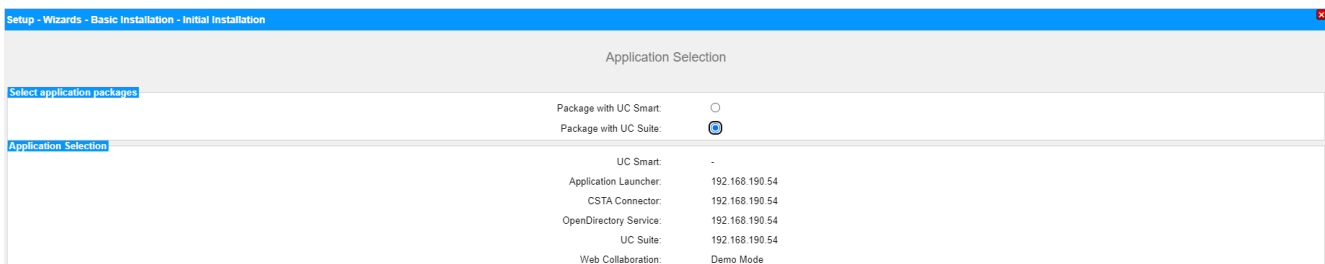 Setup - Wizards - Basic Installation - Initial Installation
Application Selection
Select application packages
Package with UC Smart:
Package with UC Suite:
Application Selection
UC Smart: -
Application Launcher: 192.168.190.54
CSTA Connector: 192.168.190.54
OpenDirectory Service: 192.168.190.54
UC Suite: 192.168.190.54
Web Collaboration: Demo Mode